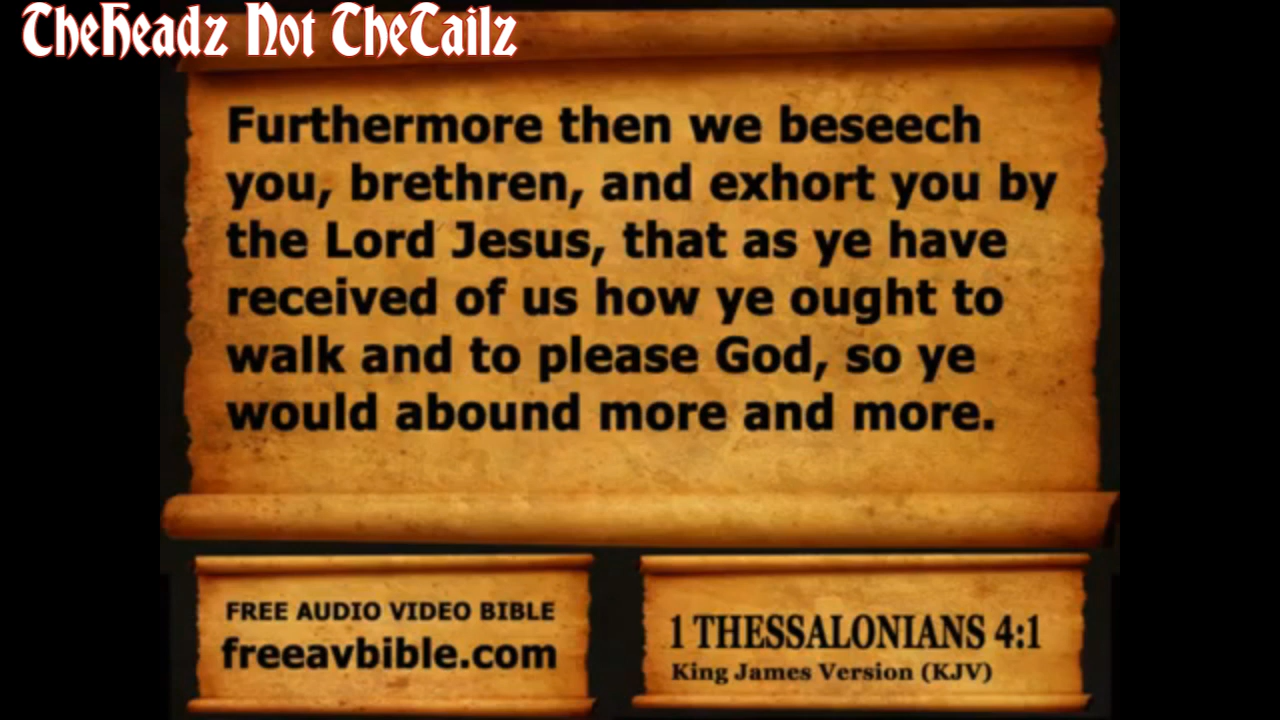 TheHeadz Not TheTailz
Furthermore then we beseech
you, brethren, and exhort you by
the Lord Jesus, that as ye have
received of us how ye ought to
walk and to please God, so ye
would abound more and more.
FREE AUDIO VIDEO BIBLE
freeavbible.com
1 THESSALONIANS 4:1
King James Version (KJV)